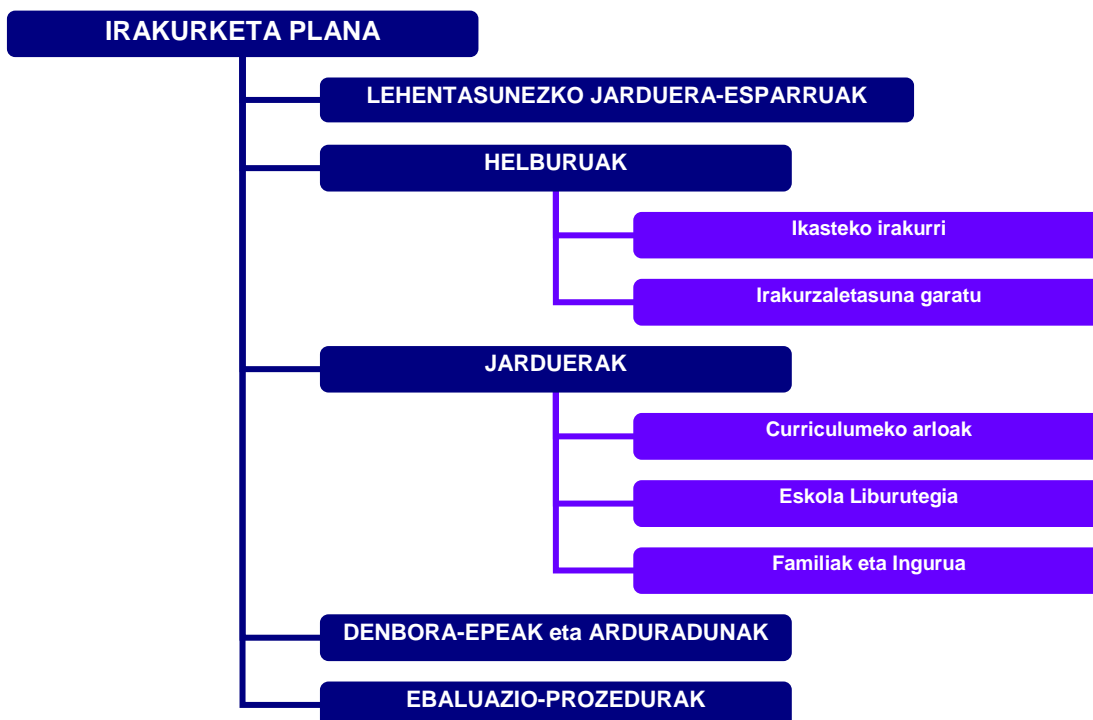 IRAKURKETA PLANA
LEHENTASUNEZKO JARDUERA-ESPARRUAK
HELBURUAK
Ikasteko irakurri
Irakurzaletasuna garatu
JARDUERAK
Curriculumeko arloak
Eskola Liburutegia
Familiak eta Ingurua
DENBORA-EPEAK eta ARDURADUNAK
EBALUAZIO-PROZEDURAK